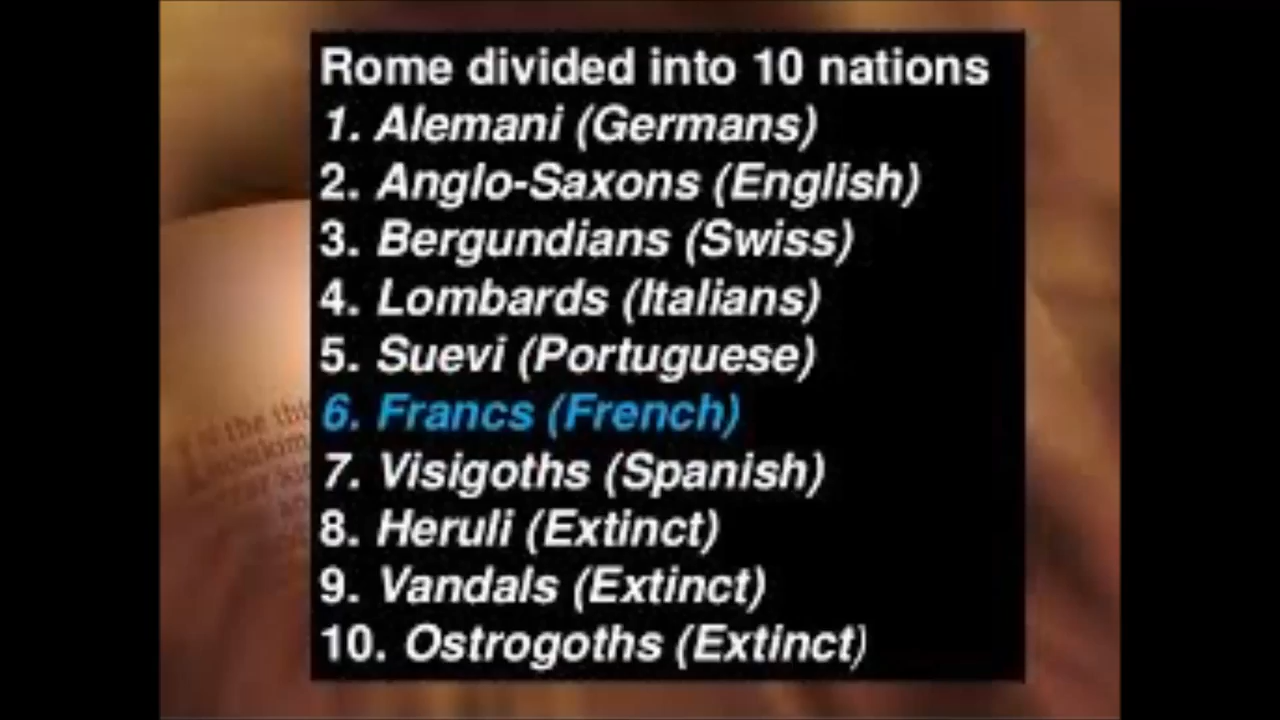 Rome divided into 10 nations
1. Alemani (Germans)
2. Anglo-Saxons (English)
3. Bergundians (Swiss)
4. Lombards (Italians)
5. Suevi (Portuguese)
6. Francs (French)
7. Visigoths (Spanish)
8. Heruli (Extinct)
9. Vandals (Extinct)
10. Ostrogoths (Extinct)
the